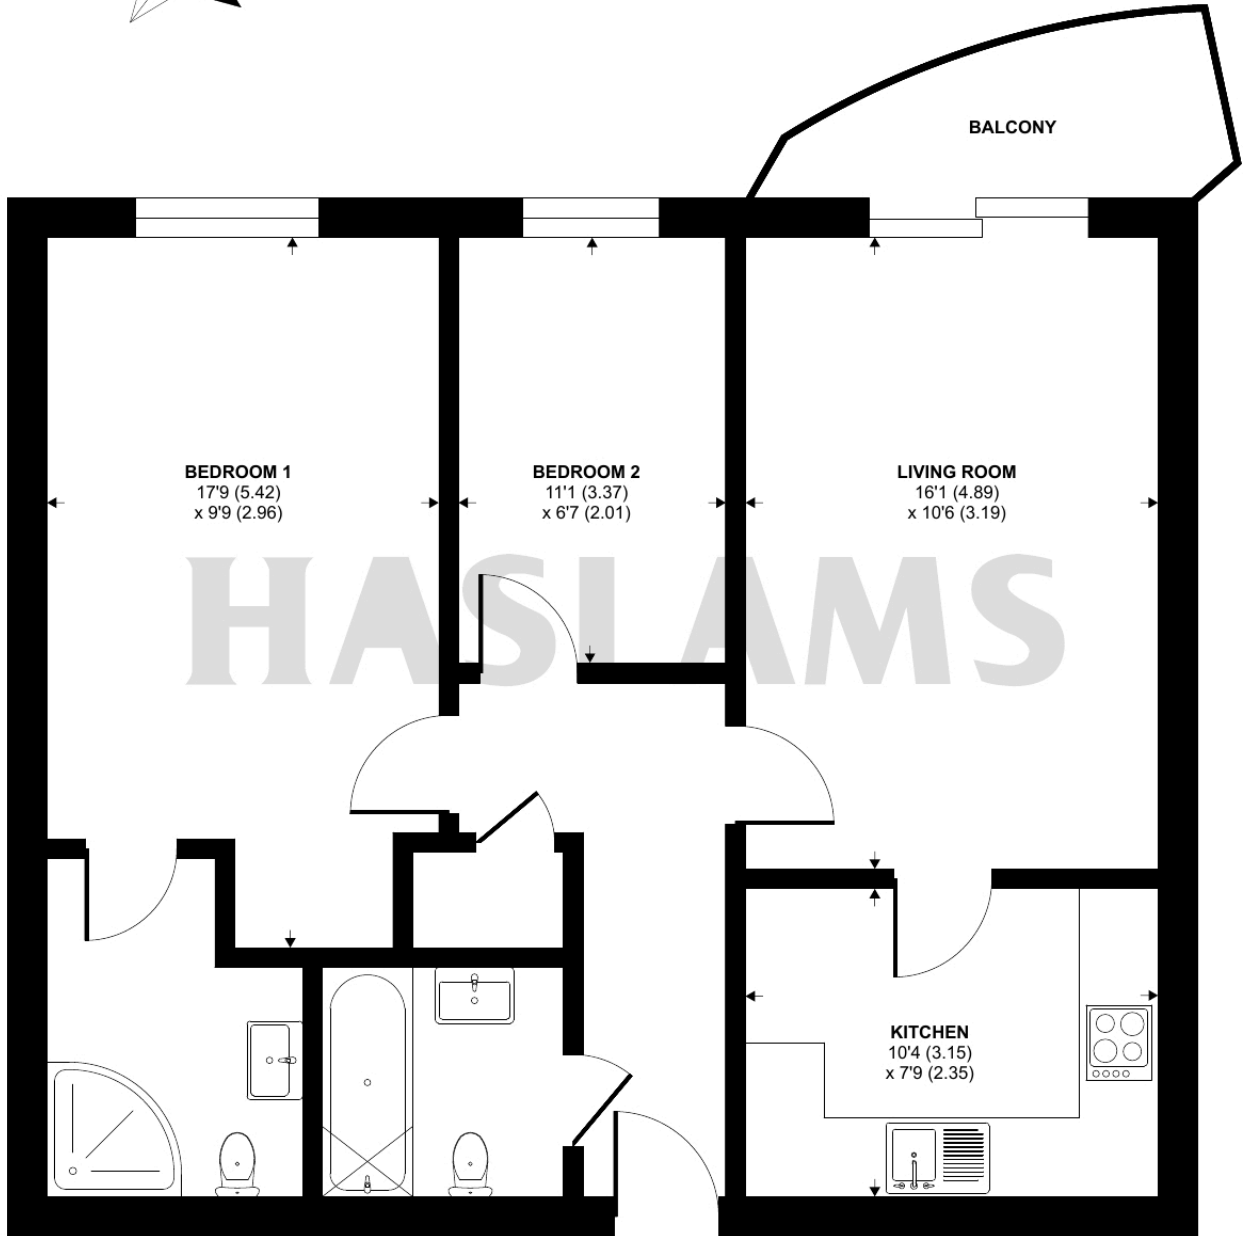 BALCONY
BEDROOM 1
17'9 (5.42)
x 9'9 (2.96)
BEDROOM 2
11'1 (3.37)
x 6'7 (2.01)
LIVING ROOM
16'1 (4.89)
x 10'6 (3.19)
HASLAMS
KITCHEN
10'4 (3.15)
x 7'9 (2.35)